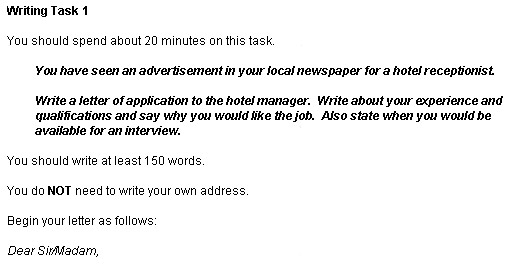 Writing Task 1
You should spend about 20 minutes on this task.
You have seen an advertisement in your local newspaper for a hotel receptionist.
Write a letter of application to the hotel manager.  Write about your experience and
qualifications and say why you would like the job.  Also state when you would be
available for an interview.
You should write at least 150 words.
You do NOT need to write your own address.
Begin your letter as follows:
Dear Sir/Madam,